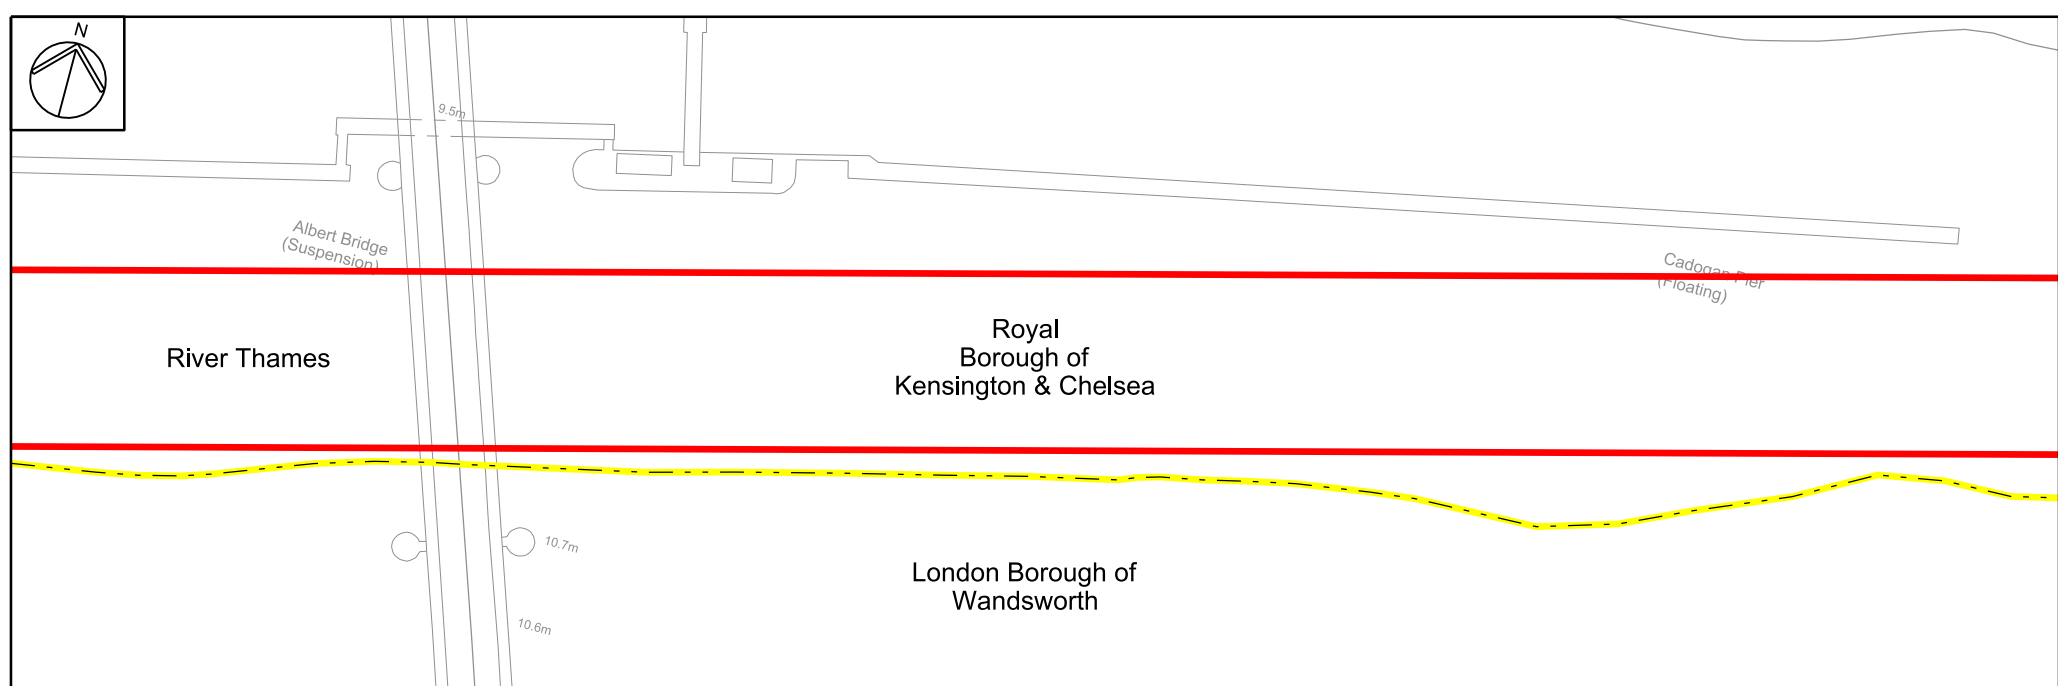 N
9.5m
Albert Bridge
(Suspension)
Cadogan Pier
(Floating)
River Thames
Royal
Borough of
Kensington & Chelsea
10.7m
London Borough of
Wandsworth
10.6m